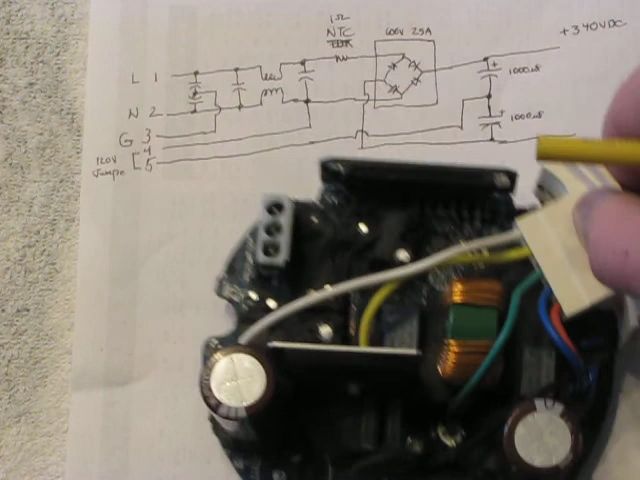 1Ω
NTC
600V 25A
+340VDC
L 1
N 2
G 3
4
5
120V
Jumper
+
1000uf
+
1000uf